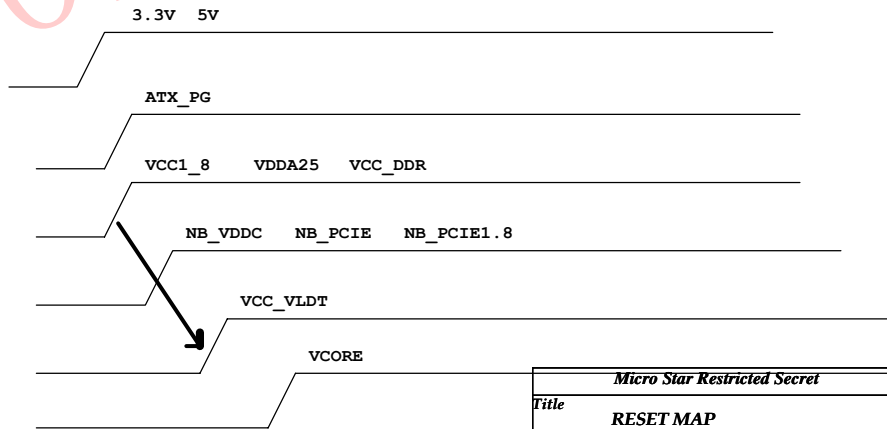 3.3V 5V
ATX_PG
VCC1_8 VDDA25 VCC_DDR
NB_VDDC NB_PCIE NB_PCIE1.8
VCC_VLDT
VCORE
Micro Star Restricted Secret
Title
RESET MAP